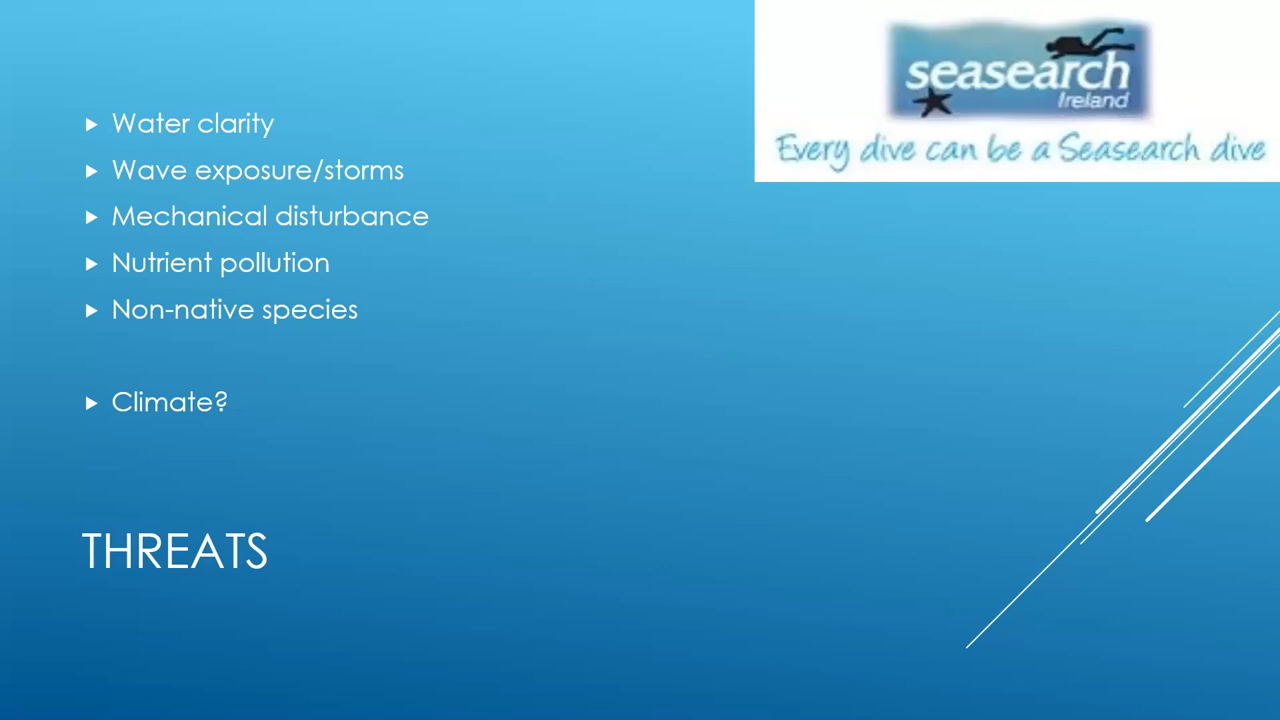 seasearch
Ireland
Every dive can be a Seasearch dive
Water clarity
Wave exposure/storms
Mechanical disturbance
Nutrient pollution
Non-native species
Climate?
THREATS